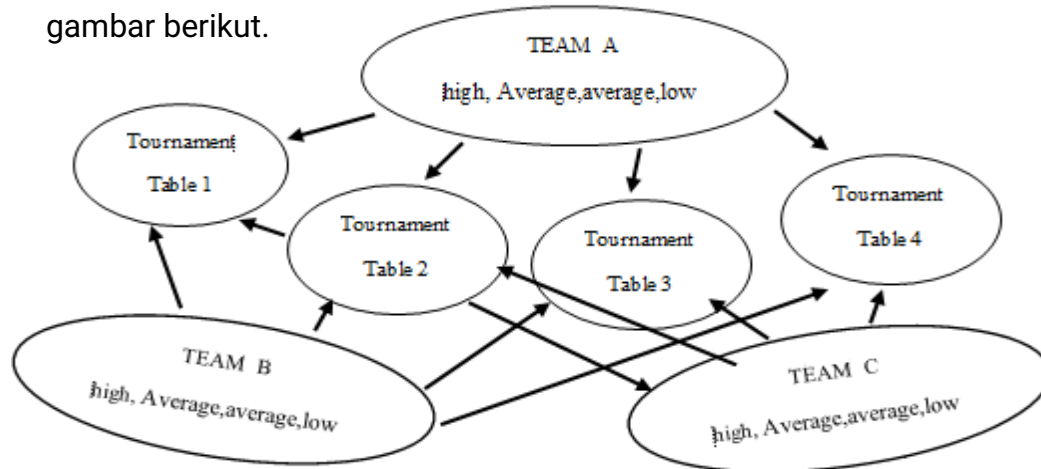 gambar berikut.
TEAM A
high, Average,average,low
Tournament
Table 1
Tournament
Table 2
Tournament
Table 3
Tournament
Table 4
TEAM B
high, Average,average,low
TEAM C
high, Average,average,low